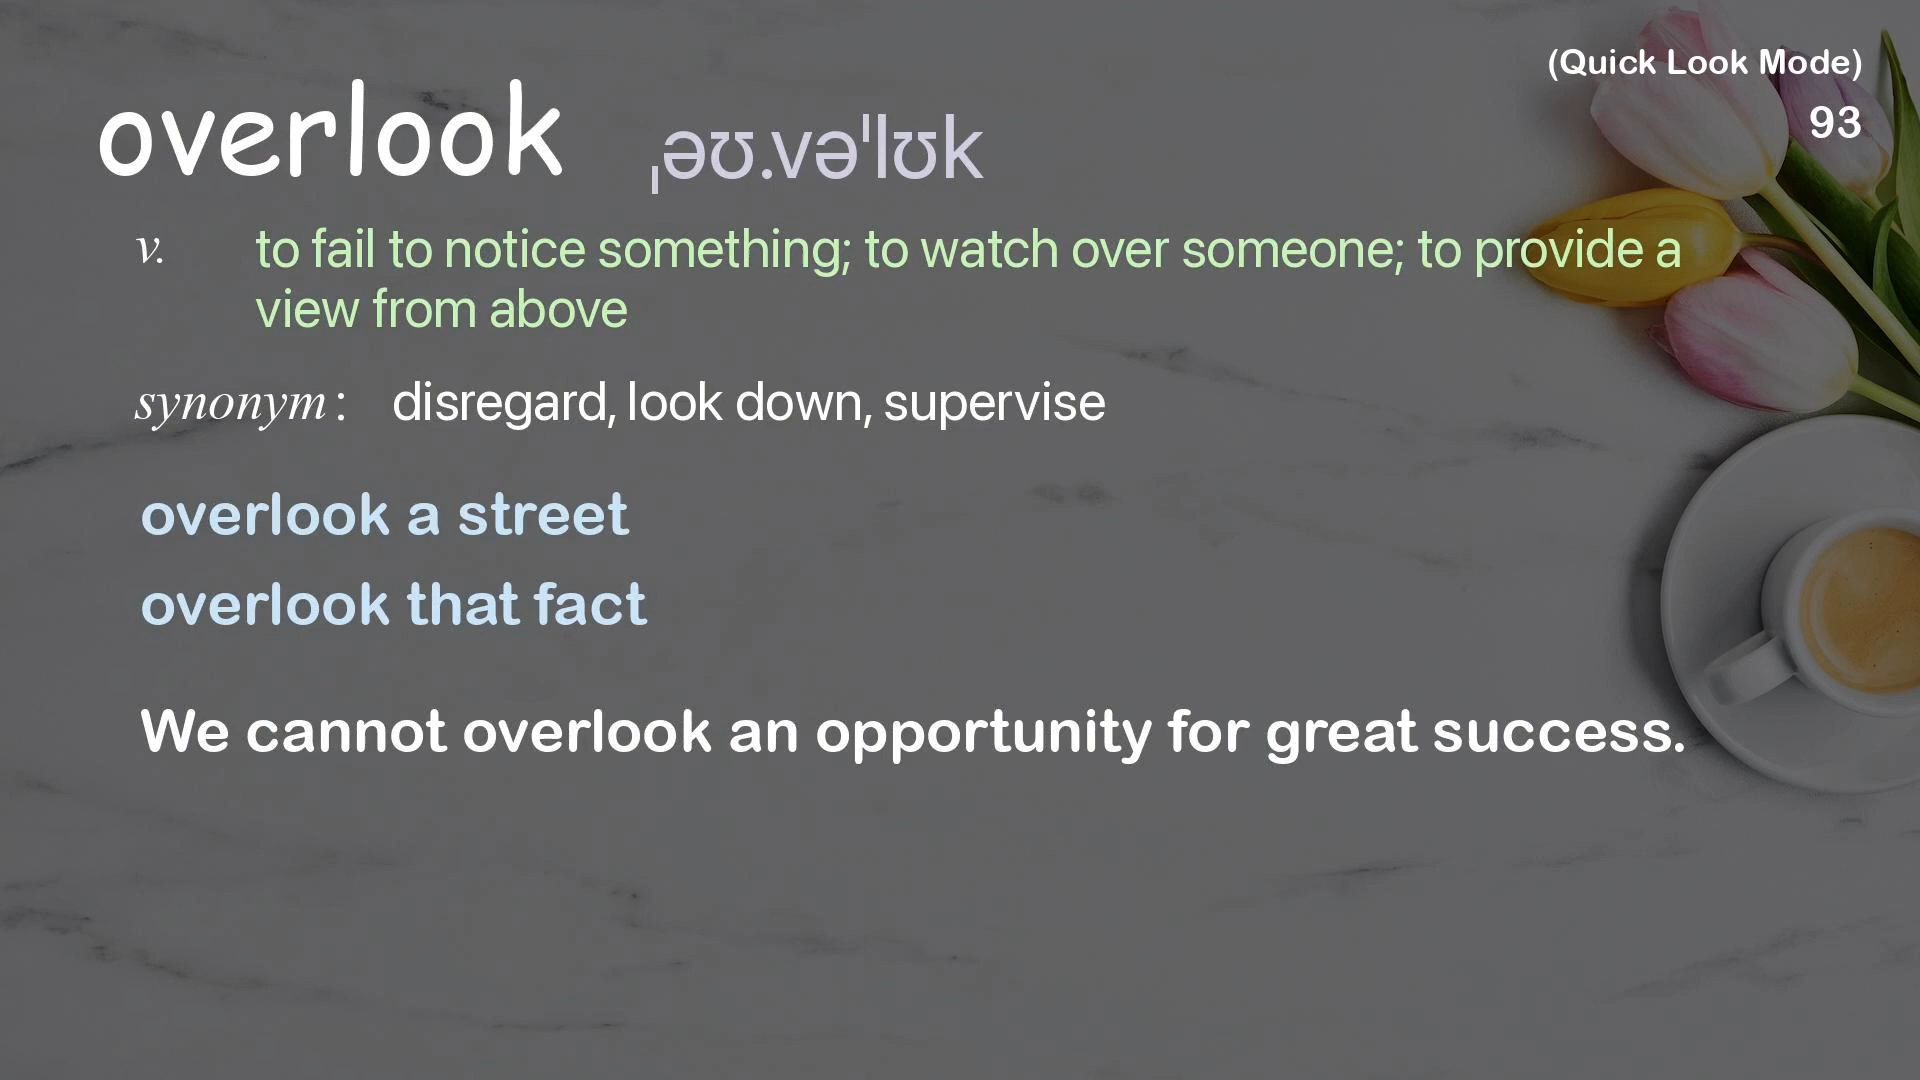 (Quick Look Mode)
93
overlook ˌəʊ.vəˈlʊk
v. to fail to notice something; to watch over someone; to provide a
view from above
synonym : disregard, look down, supervise
overlook a street
overlook that fact
We cannot overlook an opportunity for great success.